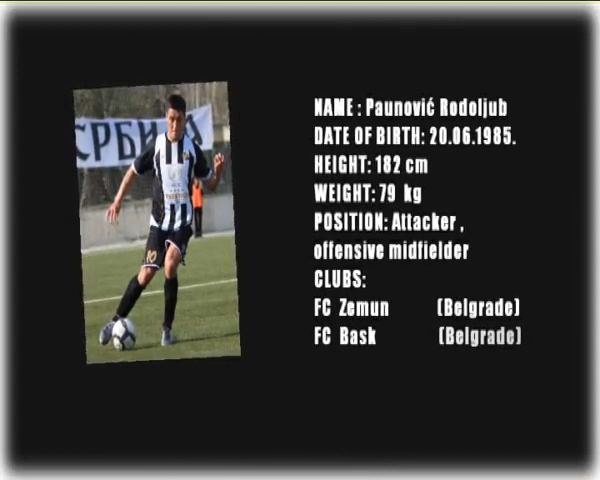 СРБИЈА
NAME : Paunović Rodoljub
DATE OF BIRTH: 20.06.1985.
HEIGHT: 182 cm
WEIGHT: 79 kg
POSITION: Attacker ,
offensive midfielder
CLUBS:
FC Zemun (Belgrade)
FC Bask (Belgrade)